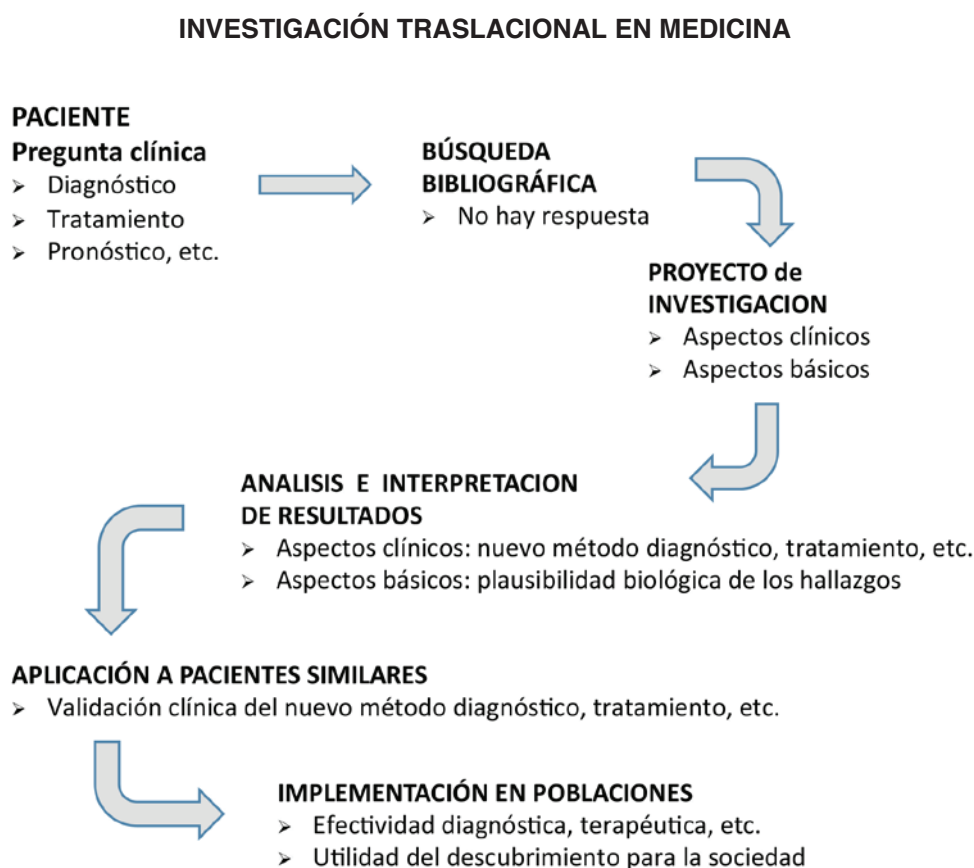 INVESTIGACIÓN TRASLACIONAL EN MEDICINA
PACIENTE
Pregunta clínica
➢ Diagnóstico
➢ Tratamiento
➢ Pronóstico, etc.
BÚSQUEDA
BIBLIOGRÁFICA
➢ No hay respuesta
PROYECTO de
INVESTIGACION
➢ Aspectos clínicos
➢ Aspectos básicos
ANALISIS E INTERPRETACION
DE RESULTADOS
➢ Aspectos clínicos: nuevo método diagnóstico, tratamiento, etc.
➢ Aspectos básicos: plausibilidad biológica de los hallazgos
APLICACIÓN A PACIENTES SIMILARES
➢ Validación clínica del nuevo método diagnóstico, tratamiento, etc.
IMPLEMENTACIÓN EN POBLACIONES
➢ Efectividad diagnóstica, terapéutica, etc.
➢ Utilidad del descubrimiento para la sociedad